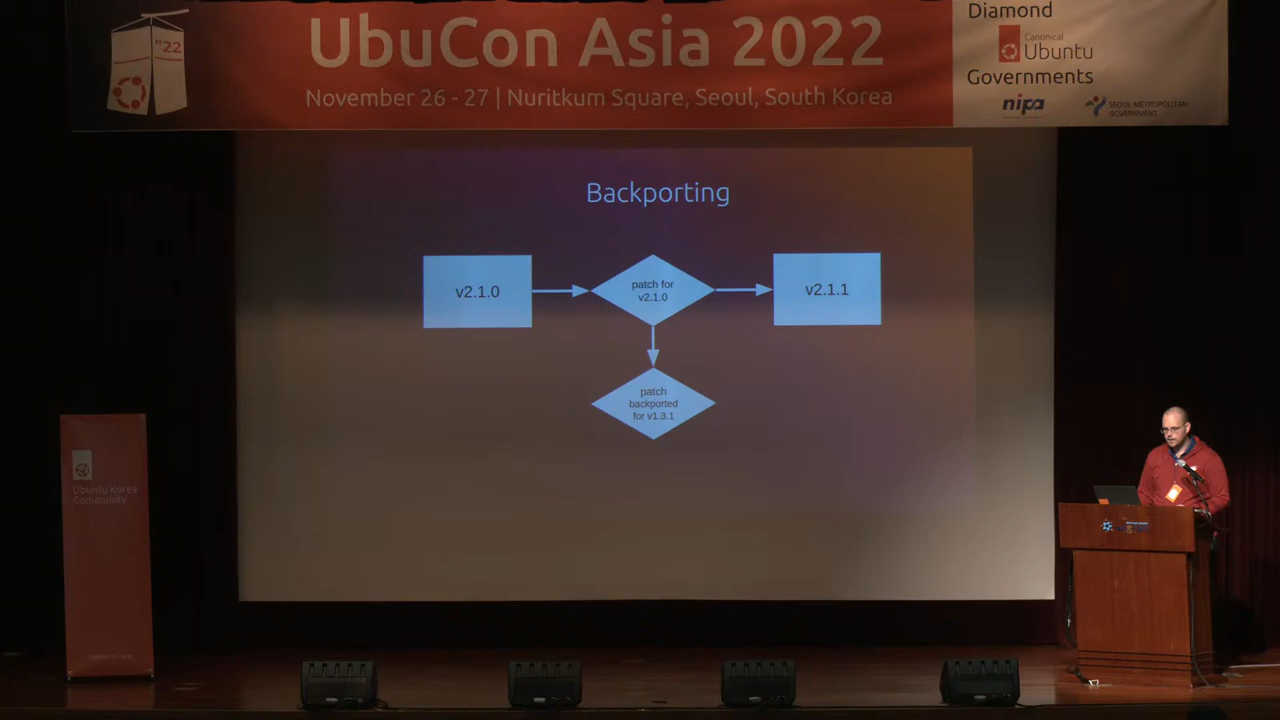 '22
UbuCon Asia 2022
November 26 - 27 | Nuritkum Square, Seoul, South Korea
Diamond
Canonical
Ubuntu
Governments
nipa
SEOUL METROPOLITAN
GOVERNMENT
Backporting
v2.1.0
patch for
v2.1.0
v2.1.1
patch
backported
for v1.3.1
Ubuntu Korea
Community